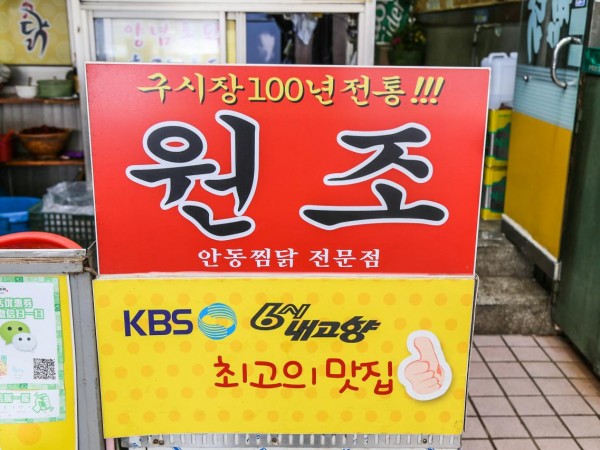 구시장100년전통!!!
원조
안동찜닭 전문점
KBS 6시내고향
최고의 맛집
닭